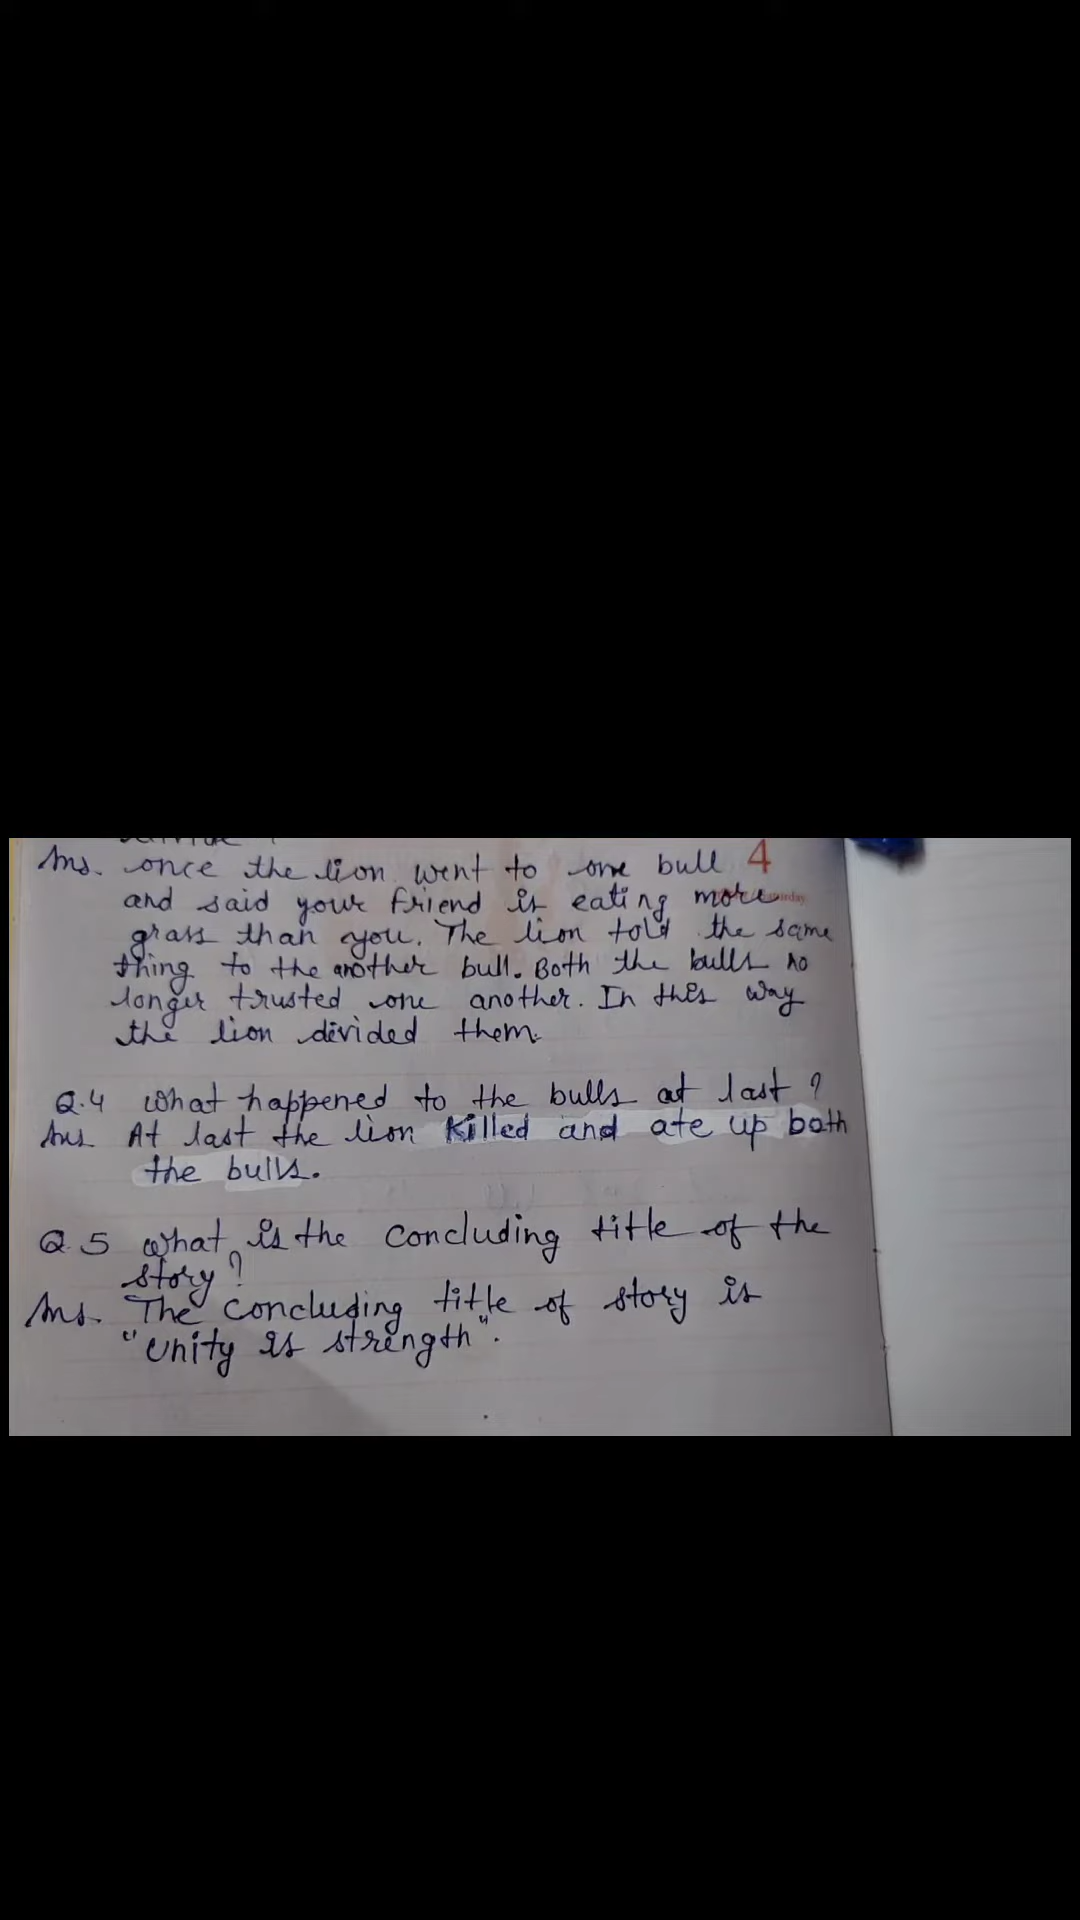 Ans. once the lion went to one bull 4
and said your friend is eating more
grass than you. The lion told the same
thing to the another bull. Both the bulls no
longer trusted one another. In this way
the lion divided them.
Q.4 what happened to the bulls at last ?
Ans At last the lion killed and ate up both
the bulls.
Q.5 what is the concluding title of the
story ?
Ans. The concluding title of story is
"Unity is strength".